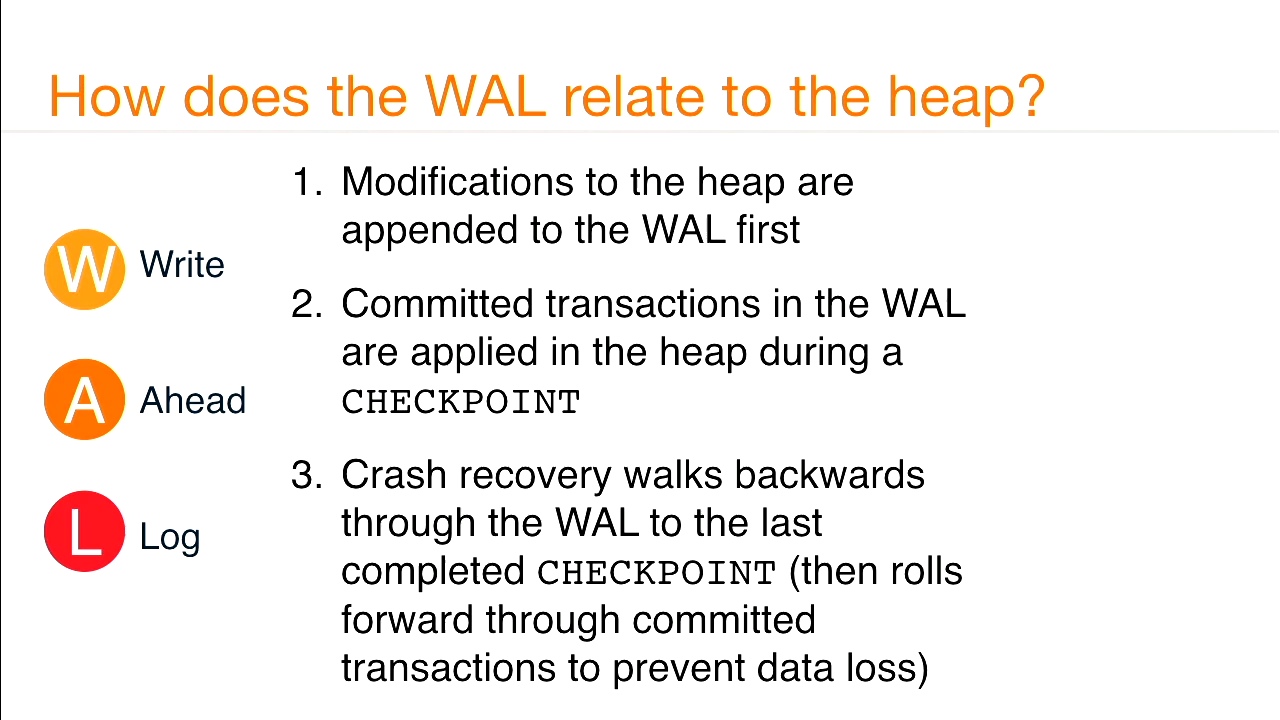 How does the WAL relate to the heap?
W Write
A Ahead
L Log
1. Modifications to the heap are
appended to the WAL first
2. Committed transactions in the WAL
are applied in the heap during a
CHECKPOINT
3. Crash recovery walks backwards
through the WAL to the last
completed CHECKPOINT (then rolls
forward through committed
transactions to prevent data loss)